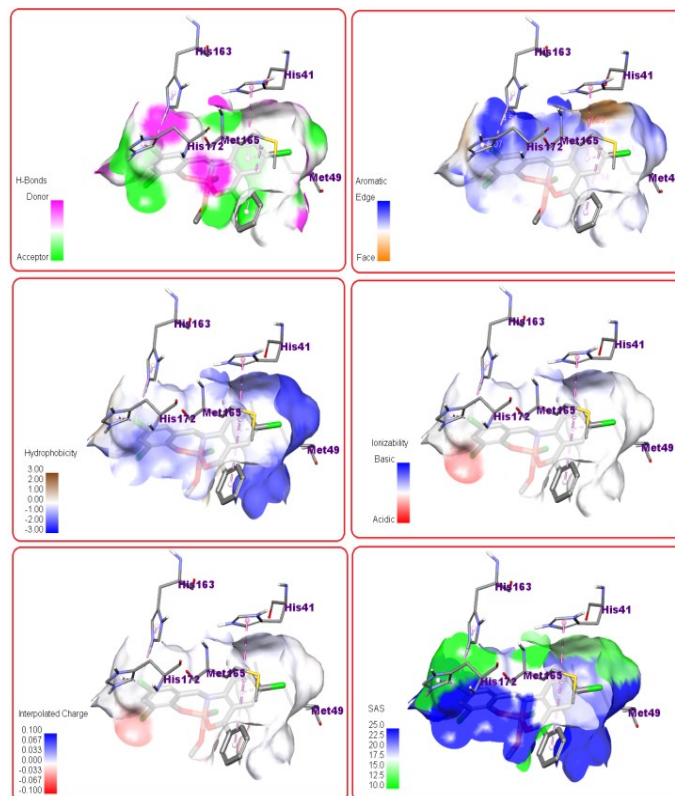 His163
His41
His172
Met165
Met49
H-Bonds
Donor
Acceptor
His163
His41
His172
Met165
Aromatic
Edge
Face
His163
His41
His172
Met165
Met49
Hydrophobicity
3.00
2.00
1.00
0.00
-1.00
-2.00
-3.00
His163
His41
His172
Met165
Met49
Ionizability
Basic
Acidic
His163
His41
His172
Met165
Met49
Interpolated Charge
0.100
0.067
0.033
0.000
-0.033
-0.067
-0.100
His163
His41
His172
Met165
Met49
SAS
25.0
22.5
20.0
17.5
15.0
12.5
10.0